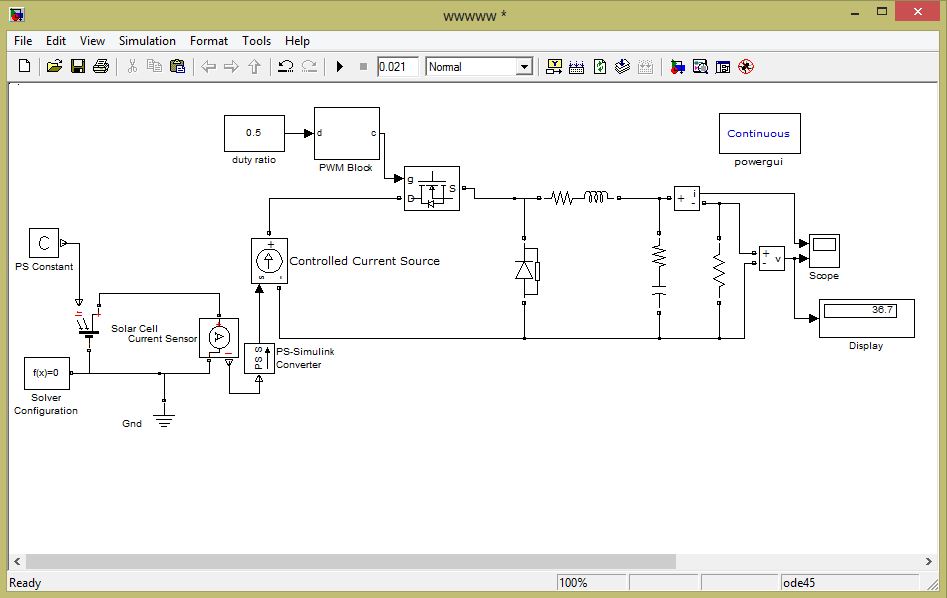 wwwww *
File Edit View Simulation Format Tools Help
0.021 Normal
0.5
duty ratio
d c
PWM Block
Continuous
powergui
g
D
S
+ i
-
C
PS Constant
+
s -
Controlled Current Source
+
- v
Scope
Solar Cell
Current Sensor
A
+
-
36.7
Display
PS S
PS-Simulink
Converter
f(x)=0
Solver
Configuration
Gnd
Ready 100% ode45